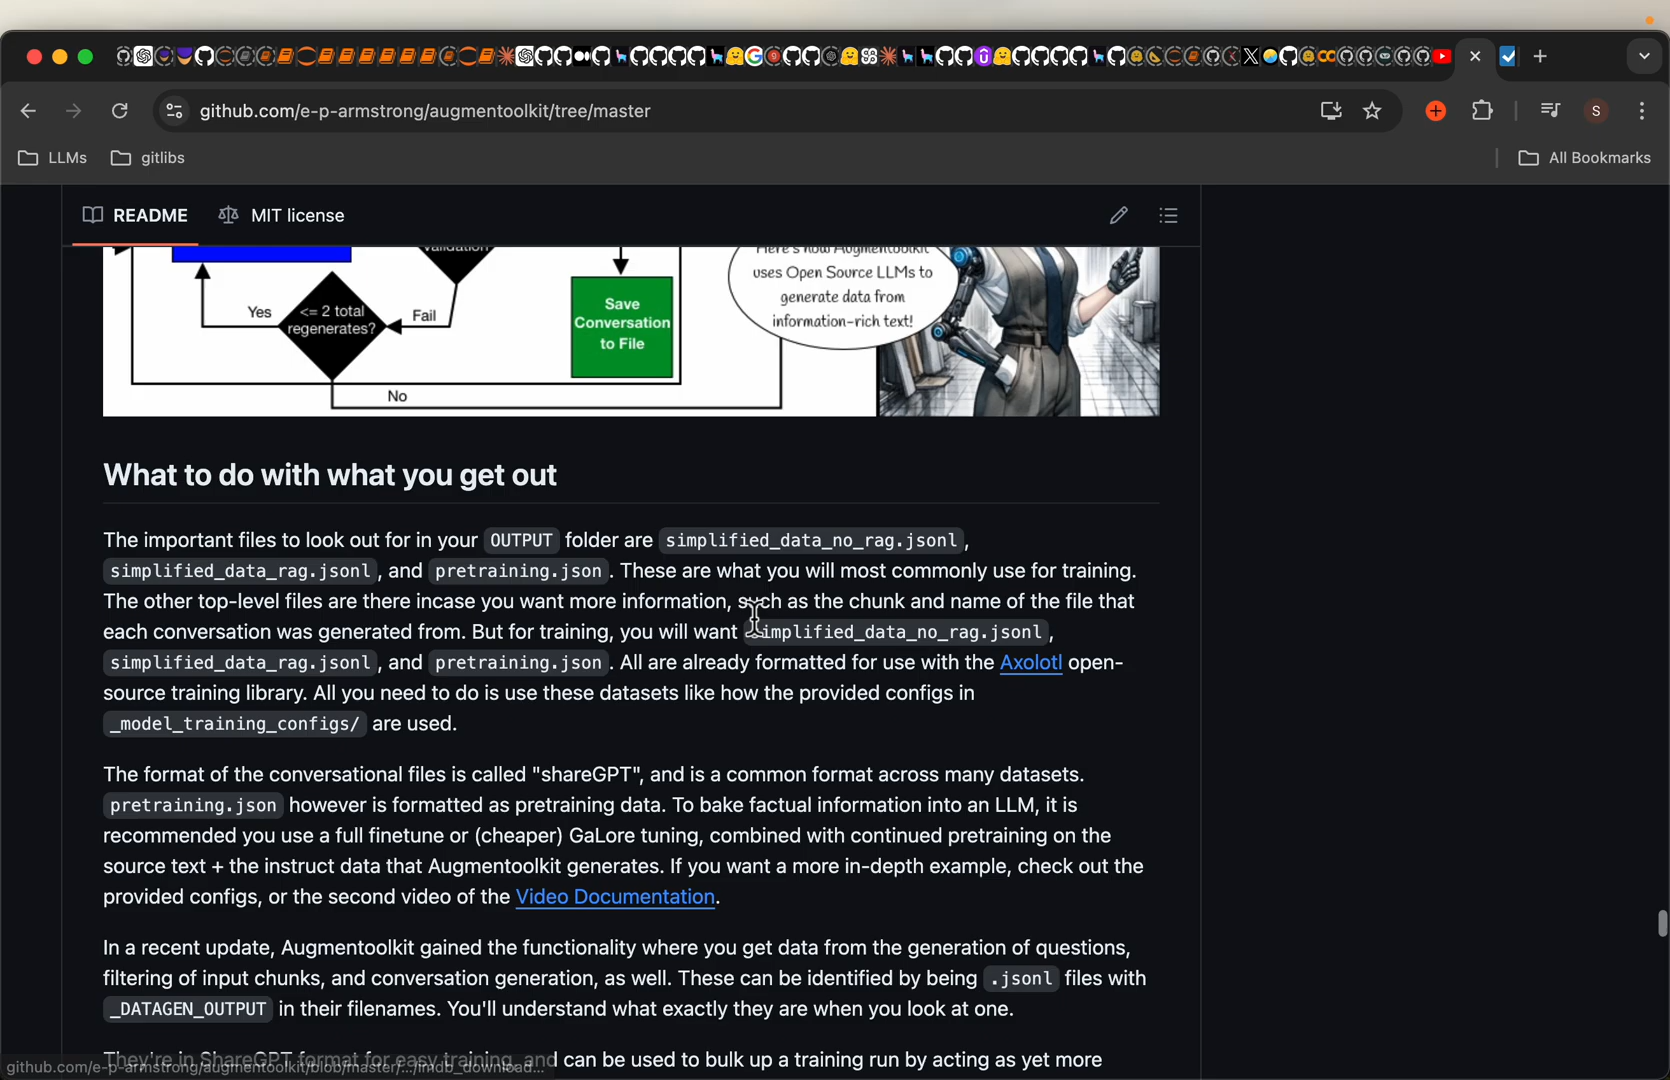 github.com/e-p-armstrong/augmentoolkit/tree/master
S
LLMs
gitlibs
All Bookmarks
README
MIT license
Validation
Here's how Augmentoolkit
uses Open Source LLMs to
generate data from
information-rich text!
Yes
<= 2 total
regenerates?
Fail
Save
Conversation
to File
No
What to do with what you get out
The important files to look out for in your OUTPUT folder are simplified_data_no_rag.jsonl,
simplified_data_rag.jsonl, and pretraining.json. These are what you will most commonly use for training.
The other top-level files are there incase you want more information, such as the chunk and name of the file that
each conversation was generated from. But for training, you will want simplified_data_no_rag.jsonl,
simplified_data_rag.jsonl, and pretraining.json. All are already formatted for use with the Axolotl open-
source training library. All you need to do is use these datasets like how the provided configs in
_model_training_configs/ are used.
The format of the conversational files is called "shareGPT", and is a common format across many datasets.
pretraining.json however is formatted as pretraining data. To bake factual information into an LLM, it is
recommended you use a full finetune or (cheaper) GaLore tuning, combined with continued pretraining on the
source text + the instruct data that Augmentoolkit generates. If you want a more in-depth example, check out the
provided configs, or the second video of the Video Documentation.
In a recent update, Augmentoolkit gained the functionality where you get data from the generation of questions,
filtering of input chunks, and conversation generation, as well. These can be identified by being .jsonl files with
_DATAGEN_OUTPUT in their filenames. You'll understand what exactly they are when you look at one.
They're in ShareGPT format for easy training, and can be used to bulk up a training run by acting as yet more
github.com/e-p-armstrong/augmentoolkit/blob/master/.../imdb_download...